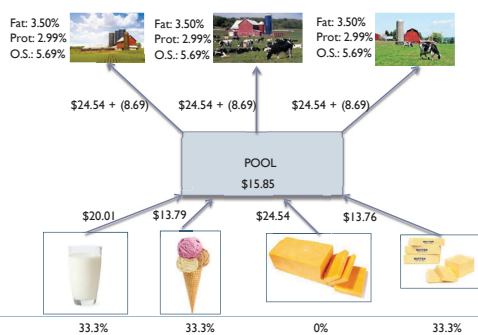 Fat: 3.50%
Prot: 2.99%
O.S.: 5.69%
Fat: 3.50%
Prot: 2.99%
O.S.: 5.69%
Fat: 3.50%
Prot: 2.99%
O.S.: 5.69%
$24.54 + (8.69)
$24.54 + (8.69)
$24.54 + (8.69)
POOL
$15.85
$20.01
$13.79
$24.54
$13.76
BUTTER
BUTTER
33.3%
33.3%
0%
33.3%